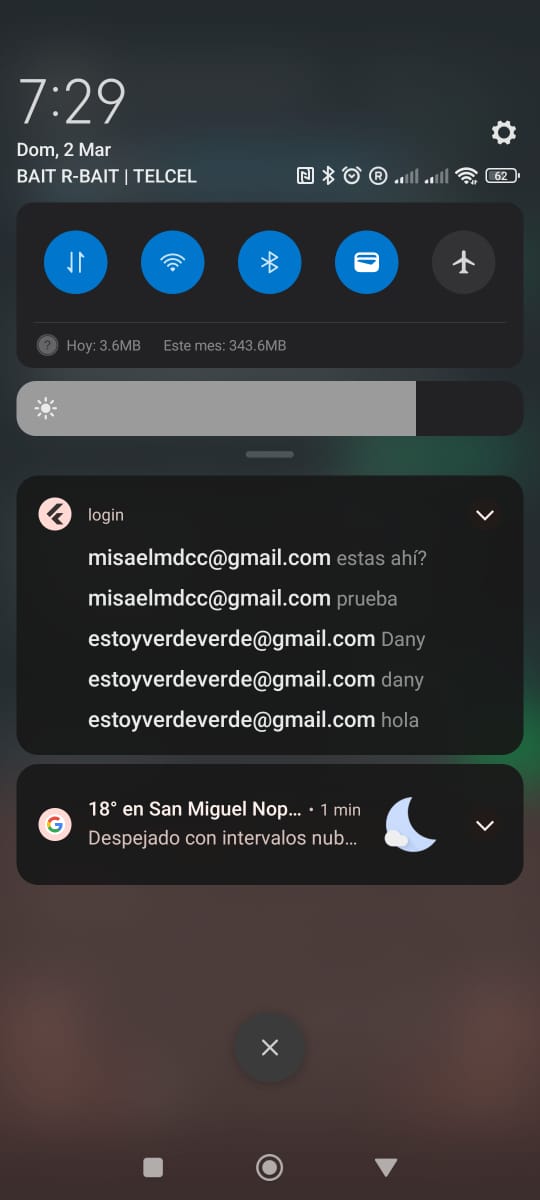 7:29
Dom, 2 Mar
BAIT R-BAIT | TELCEL
62
Hoy: 3.6MB Este mes: 343.6MB
login
misaelmdcc@gmail.com estas ahí?
misaelmdcc@gmail.com prueba
estoyverdeverde@gmail.com Dany
estoyverdeverde@gmail.com dany
estoyverdeverde@gmail.com hola
18° en San Miguel Nop... • 1 min
Despejado con intervalos nub...